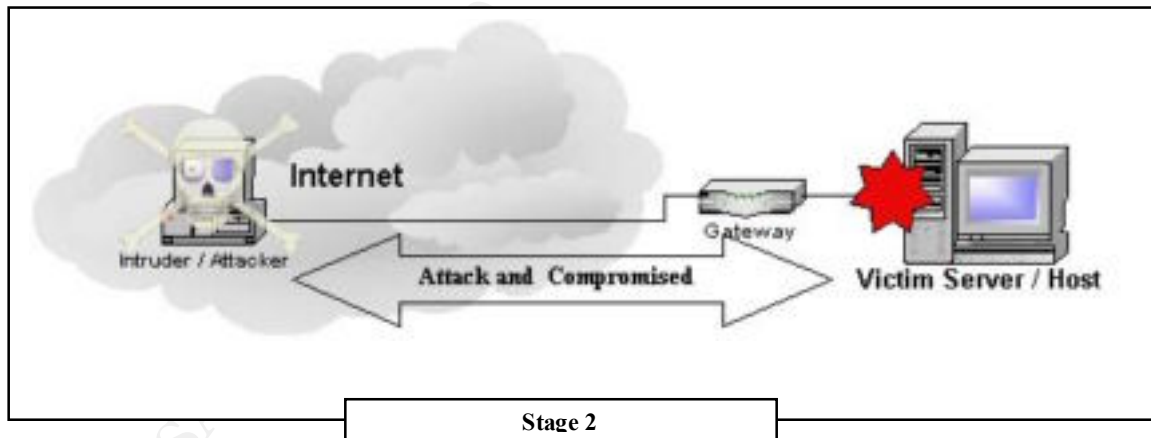 Internet
Gateway
Intruder / Attacker
Attack and Compromised
Victim Server / Host
Stage 2